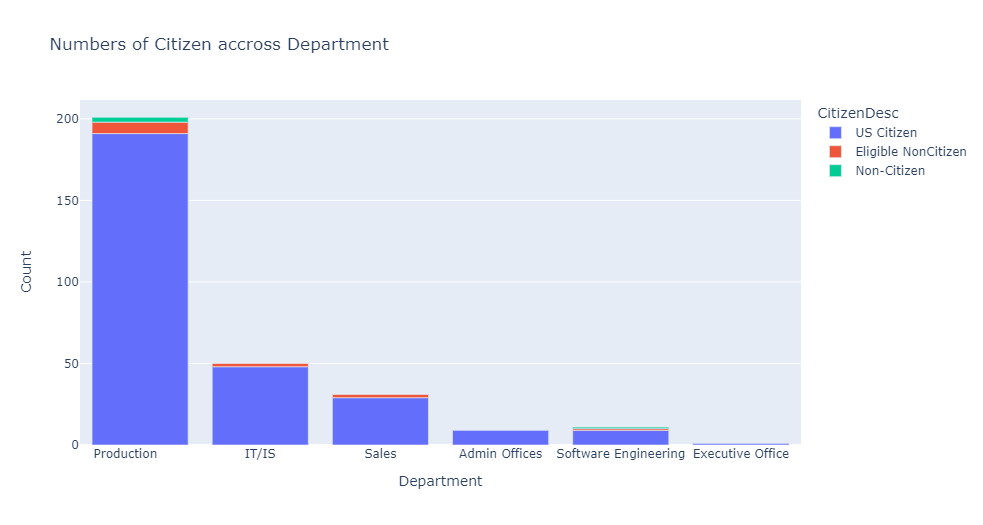 Numbers of Citizen accross Department
CitizenDesc
US Citizen
Eligible NonCitizen
Non-Citizen
Count
200
150
100
50
0
Production IT/IS Sales Admin Offices Software Engineering Executive Office
Department